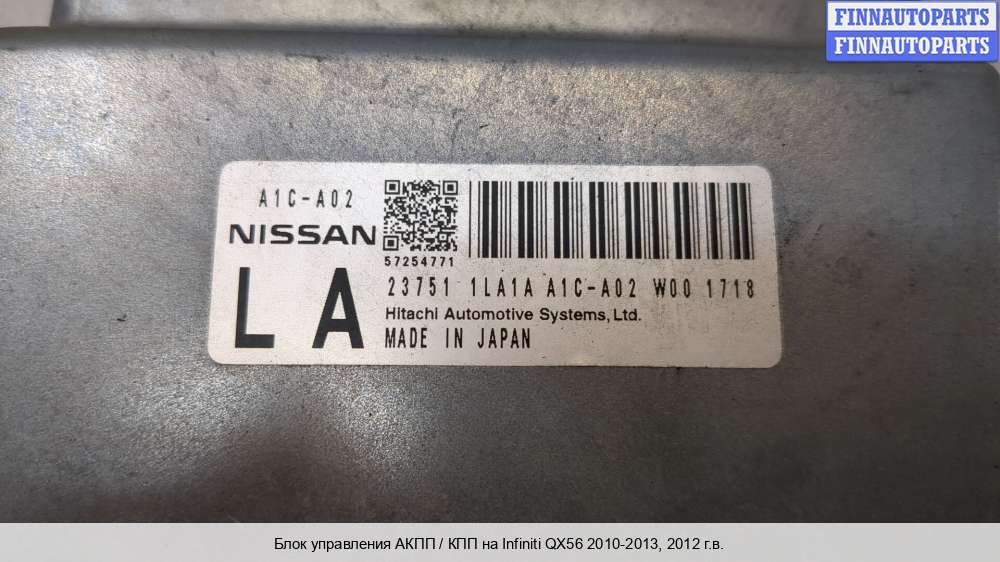 FINNAUTOPARTS
FINNAUTOPARTS
A1C-A02
NISSAN
57254771
LA
23751 1LA1A A1C-A02 W00 1718
Hitachi Automotive Systems, Ltd.
MADE IN JAPAN
Блок управления АКПП / КПП на Infiniti QX56 2010-2013, 2012 г.в.